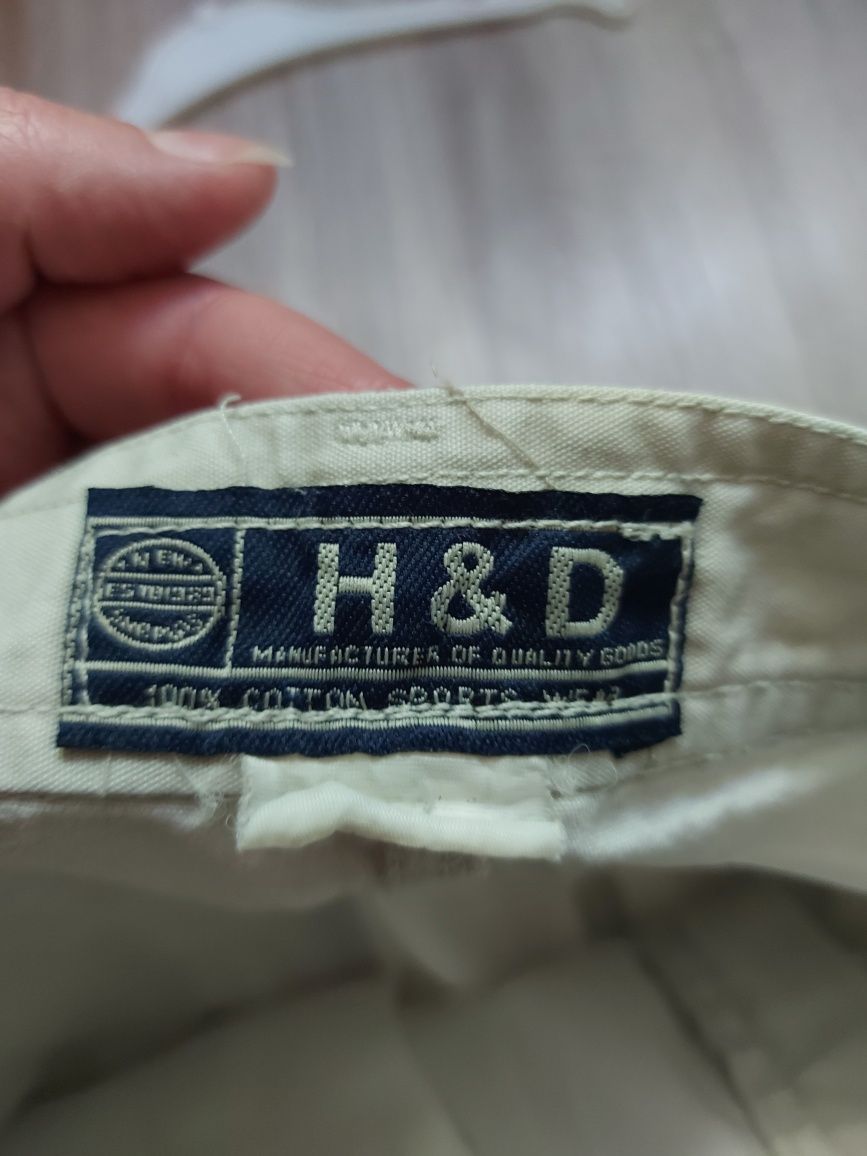 H & D
MANUFACTURER OF QUALITY GOODS
100% COTTON SPORTS WEAR